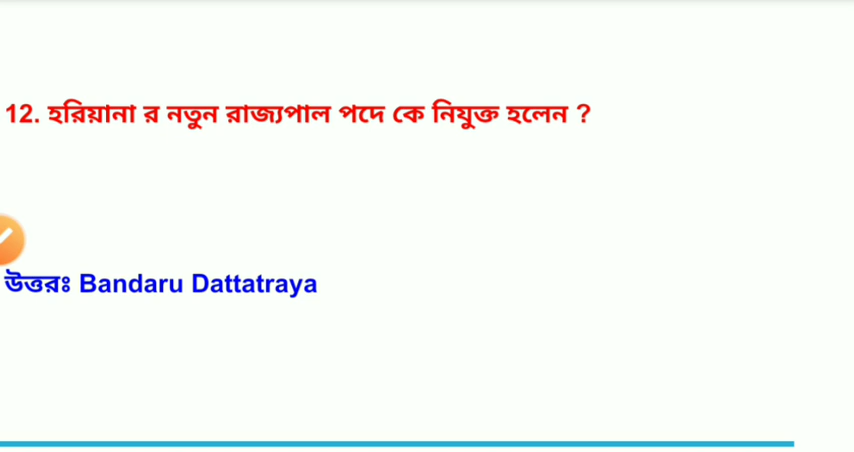 12. হরিয়ানা র নতুন রাজ্যপাল পদে কে নিযুক্ত হলেন ?
উত্তরঃ Bandaru Dattatraya